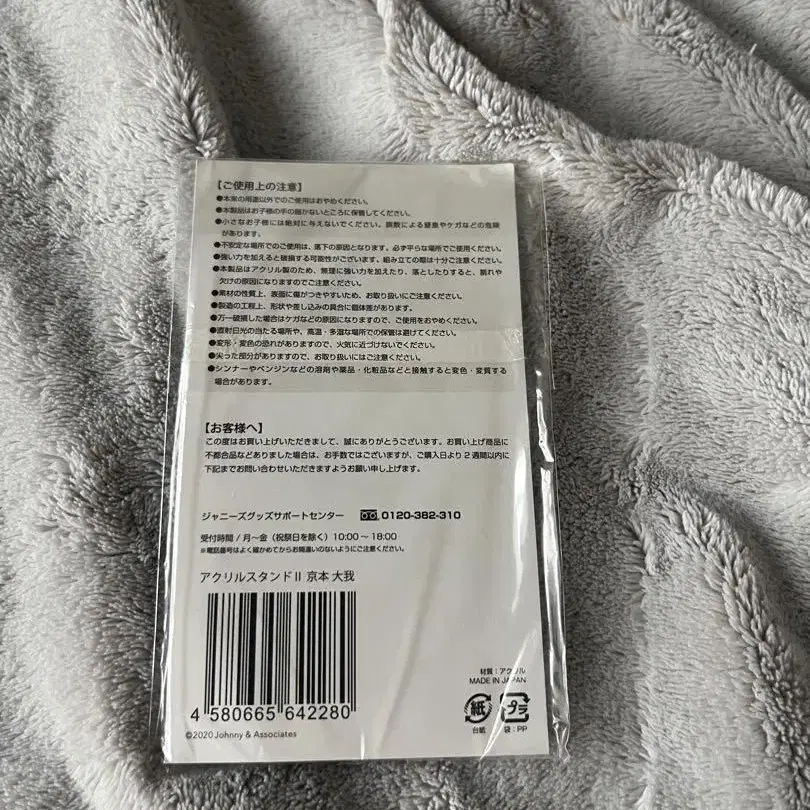 【ご使用上の注意】
●本来の用途以外でのご使用はおやめください。
●本製品はお子様の手の届かないところに保管してください。
●小さなお子様には絶対に与えないでください。誤飲による窒息やケガなどの危険
があります。
●不安定な場所でのご使用は、落下の原因となります。必ず平らな場所でご使用ください。
●強い力を加えると破損する可能性がございます。組み立ての際は十分ご注意ください。
●本製品はアクリル製のため、無理に強い力を加えたり、落としたりすると、割れや
欠けの原因になりますのでご注意ください。
●素材の性質上、表面に傷がつきやすいため、お取り扱いにご注意ください。
●製造の工程上、形状や差し込みの具合に個体差があります。
●万一破損した場合はケガなどの原因になりますので、ご使用をおやめください。
●直射日光の当たる場所や、高温・多湿な場所での保管は避けてください。
●変形・変色の恐れがありますので、火気に近づけないでください。
●尖った部分がありますので、お取り扱いにはご注意ください。
●シンナーやベンジンなどの溶剤や薬品・化粧品などと接触すると変色・変質する
場合があります。
【お客様へ】
この度はお買い上げいただきまして、誠にありがとうございます。お買い上げ商品に
不都合品などありました場合は、お手数ではございますが、ご購入日より2週間以内に
下記までお問い合わせいただきますようお願い申し上げます。
ジャニーズグッズサポートセンター 0120-382-310
受付時間/月〜金（祝祭日を除く）10:00〜18:00
※電話番号はよく確かめてからお間違いのないようにご注意ください。
アクリルスタンドⅡ 京本 大我
4 580665 642280
©2020 Johnny & Associates
材質：アクリル
MADE IN JAPAN
紙 プラ
台紙 袋：PP